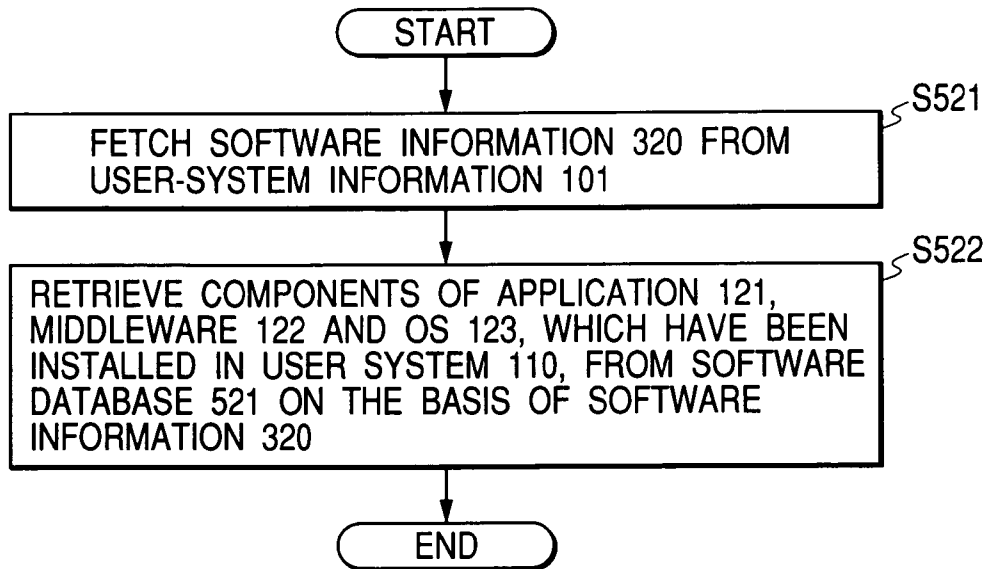 START
S521
FETCH SOFTWARE INFORMATION 320 FROM
USER-SYSTEM INFORMATION 101
S522
RETRIEVE COMPONENTS OF APPLICATION 121,
MIDDLEWARE 122 AND OS 123, WHICH HAVE BEEN
INSTALLED IN USER SYSTEM 110, FROM SOFTWARE
DATABASE 521 ON THE BASIS OF SOFTWARE
INFORMATION 320
END